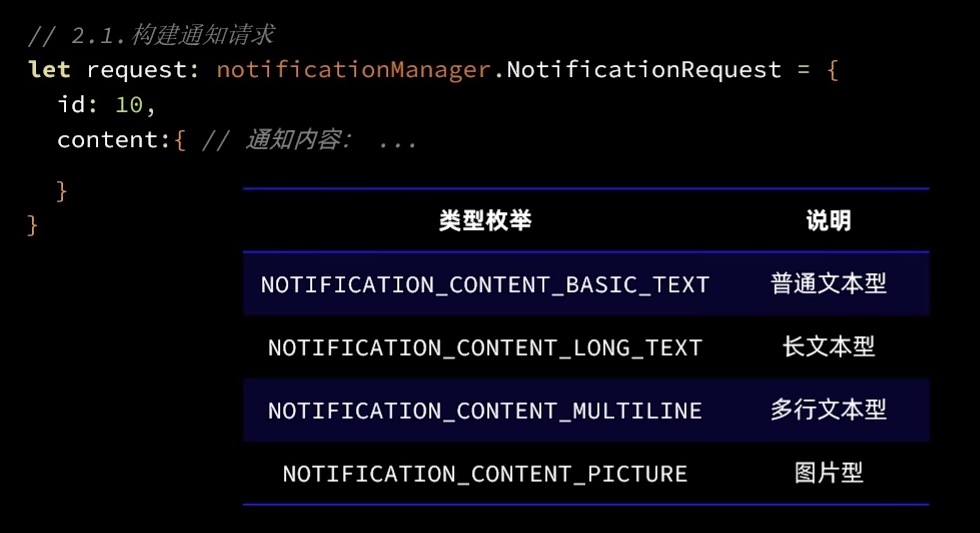 // 2.1.构建通知请求
let request: notificationManager.NotificationRequest = {
id: 10,
content:{ // 通知内容： ...
}
}
类型枚举 说明
NOTIFICATION_CONTENT_BASIC_TEXT 普通文本型
NOTIFICATION_CONTENT_LONG_TEXT 长文本型
NOTIFICATION_CONTENT_MULTILINE 多行文本型
NOTIFICATION_CONTENT_PICTURE 图片型